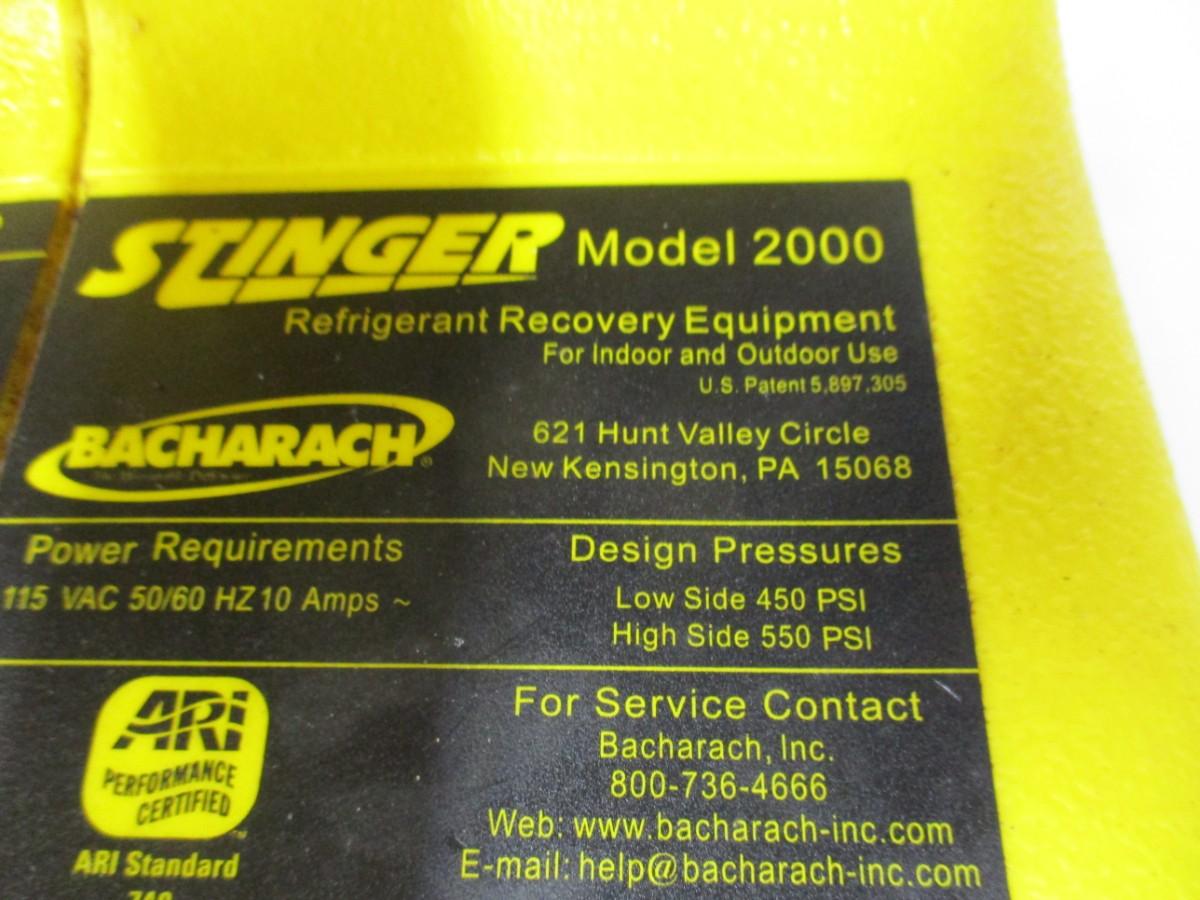 STINGER Model 2000
Refrigerant Recovery Equipment
For Indoor and Outdoor Use
U.S. Patent 5,897,305
BACHARACH®
621 Hunt Valley Circle
New Kensington, PA 15068
Power Requirements
115 VAC 50/60 HZ 10 Amps ~
Design Pressures
Low Side 450 PSI
High Side 550 PSI
ARI
PERFORMANCE
CERTIFIED
™
ARI Standard
For Service Contact
Bacharach, Inc.
800-736-4666
Web: www.bacharach-inc.com
E-mail: help@bacharach-inc.com